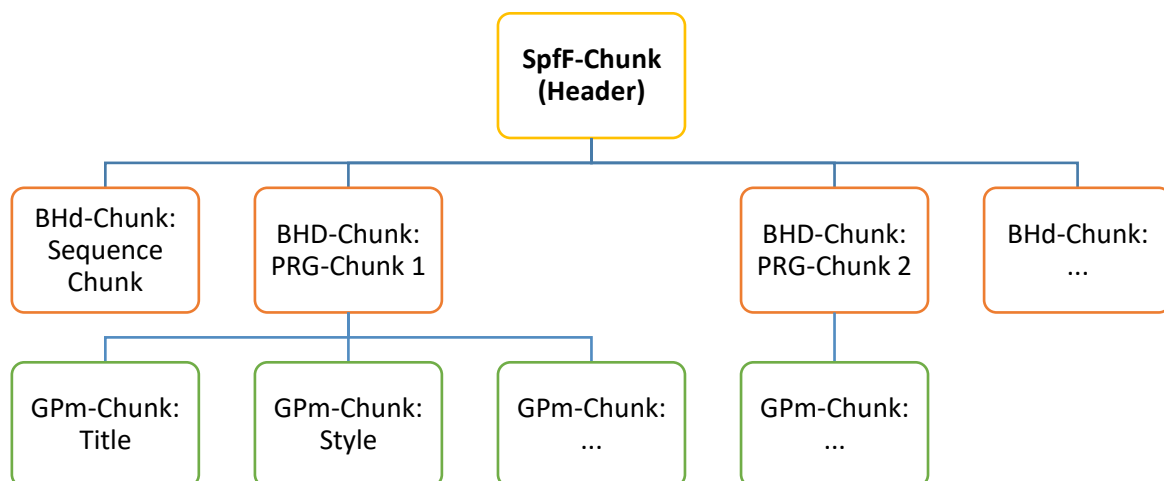 SpfF-Chunk
(Header)
BHd-Chunk:
Sequence
Chunk
BHD-Chunk:
PRG-Chunk 1
BHD-Chunk:
PRG-Chunk 2
BHd-Chunk:
...
GPm-Chunk:
Title
GPm-Chunk:
Style
GPm-Chunk:
...
GPm-Chunk:
...